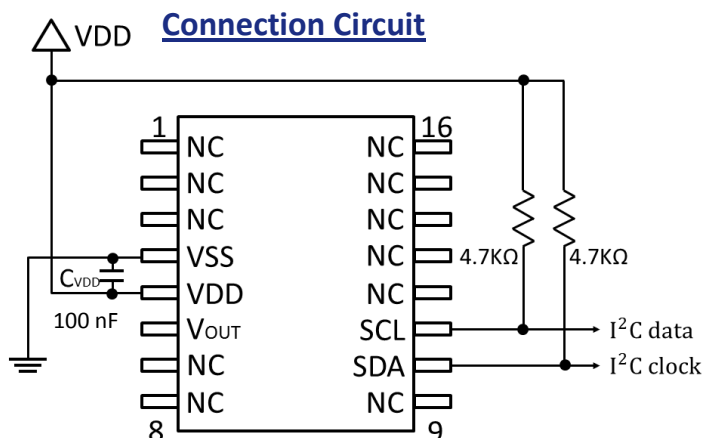 VDD
Connection Circuit
1
16
NC
NC
NC
NC
NC
NC
VSS
NC
4.7KΩ
4.7KΩ
CVDD
VDD
NC
100 nF
VOUT
SCL
I²C data
NC
SDA
I²C clock
NC
NC
8
9